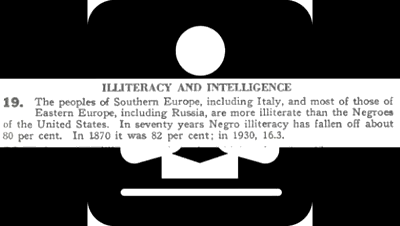 ILLITERACY AND INTELLIGENCE
19. The peoples of Southern Europe, including Italy, and most of those of
Eastern Europe, including Russia, are more illiterate than the Negroes
of the United States. In seventy years Negro illiteracy has fallen off about
80 per cent. In 1870 it was 82 per cent; in 1930, 16.3.